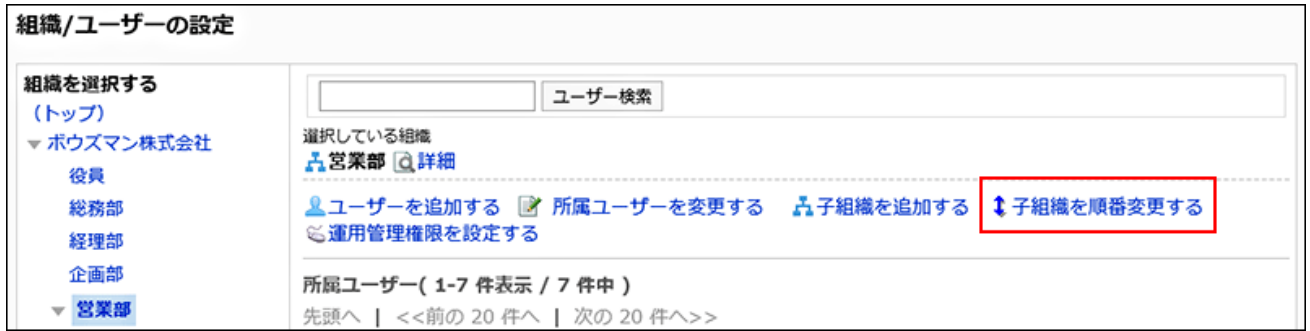 組織/ユーザーの設定
組織を選択する
(トップ)
ボウズマン株式会社
役員
総務部
経理部
企画部
営業部
ユーザー検索
選択している組織
営業部 詳細
ユーザーを追加する 所属ユーザーを変更する 子組織を追加する 子組織を順番変更する
運用管理権限を設定する
所属ユーザー( 1-7 件表示 / 7 件中 )
先頭へ | <<前の 20 件へ | 次の 20 件へ>>